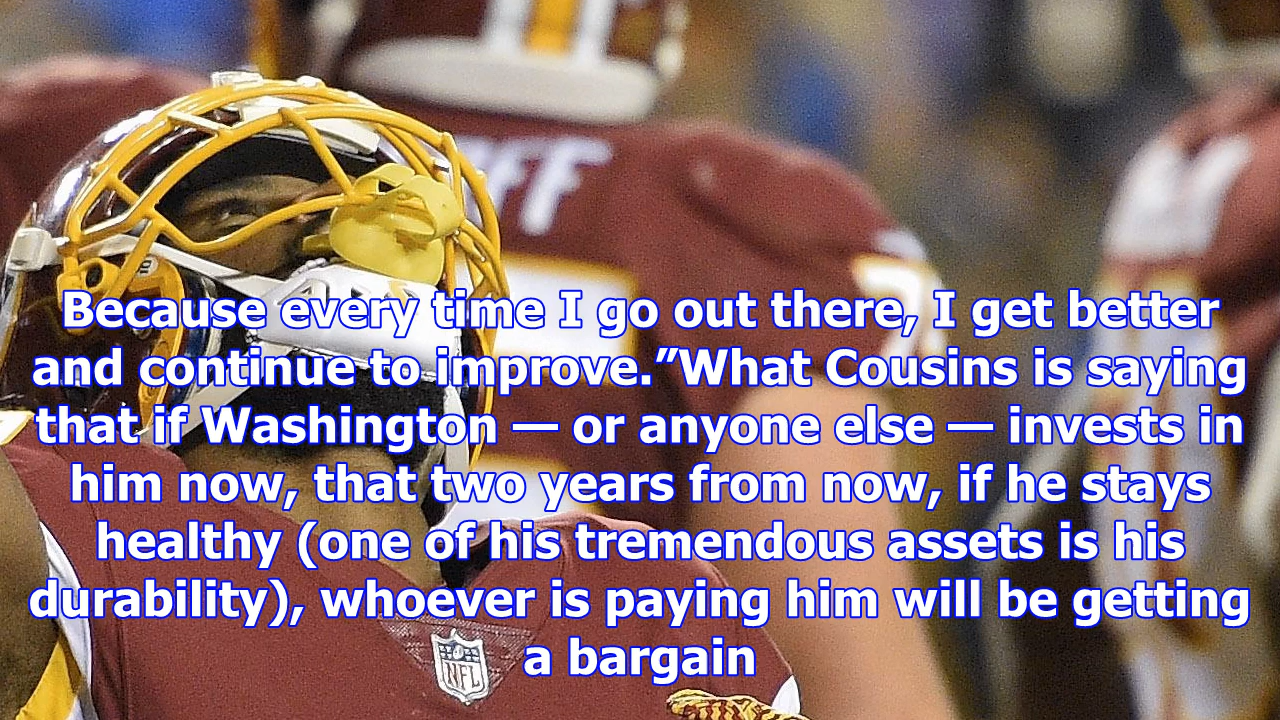 FF
Because every time I go out there, I get better
and continue to improve.”What Cousins is saying
that if Washington — or anyone else — invests in
him now, that two years from now, if he stays
healthy (one of his tremendous assets is his
durability), whoever is paying him will be getting
a bargain
NFL